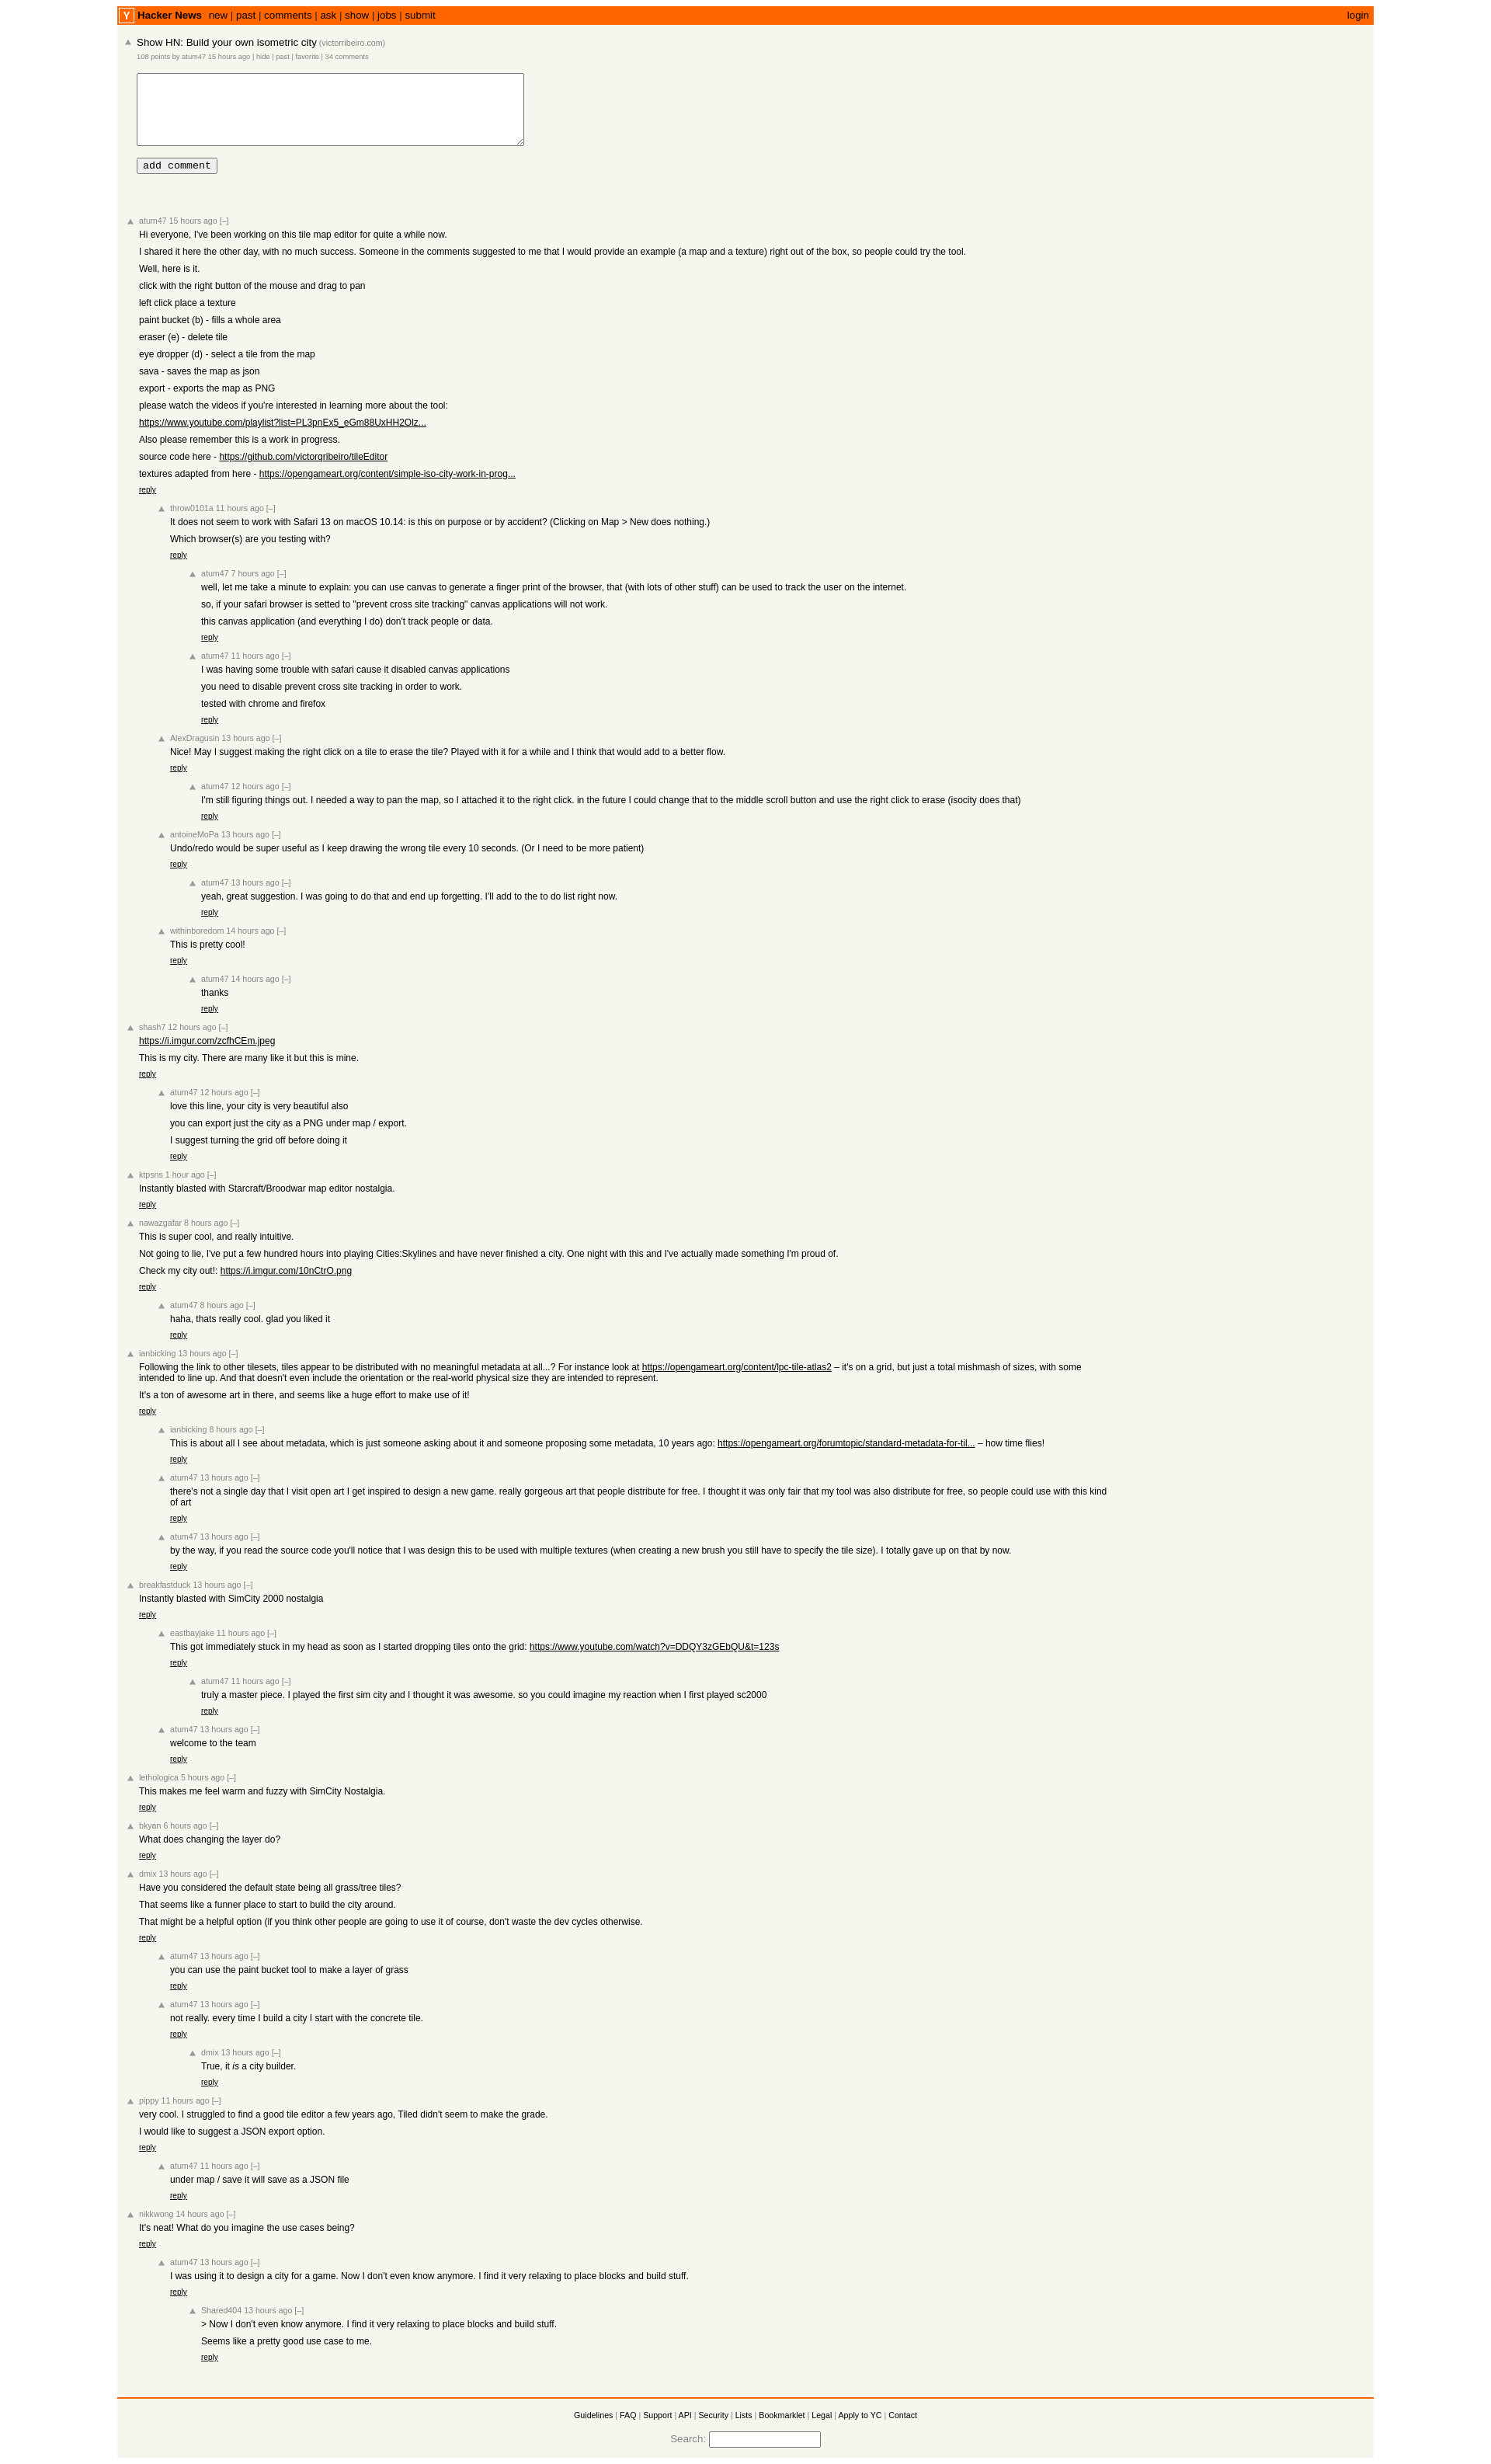 Y Hacker News new | past | comments | ask | show | jobs | submit login
Show HN: Build your own isometric city (victorribeiro.com)
108 points by atum47 15 hours ago | hide | past | favorite | 34 comments
add comment
atum47 15 hours ago [–]
Hi everyone, I've been working on this tile map editor for quite a while now.
I shared it here the other day, with no much success. Someone in the comments suggested to me that I would provide an example (a map and a texture) right out of the box, so people could try the tool.
Well, here is it.
click with the right button of the mouse and drag to pan
left click place a texture
paint bucket (b) - fills a whole area
eraser (e) - delete tile
eye dropper (d) - select a tile from the map
sava - saves the map as json
export - exports the map as PNG
please watch the videos if you're interested in learning more about the tool:
https://www.youtube.com/playlist?list=PL3pnEx5_eGm88UxHH2Olz...
Also please remember this is a work in progress.
source code here - https://github.com/victorqribeiro/tileEditor
textures adapted from here - https://opengameart.org/content/simple-iso-city-work-in-prog...
reply
throw0101a 11 hours ago [–]
It does not seem to work with Safari 13 on macOS 10.14: is this on purpose or by accident? (Clicking on Map > New does nothing.)
Which browser(s) are you testing with?
reply
atum47 7 hours ago [–]
well, let me take a minute to explain: you can use canvas to generate a finger print of the browser, that (with lots of other stuff) can be used to track the user on the internet.
so, if your safari browser is setted to "prevent cross site tracking" canvas applications will not work.
this canvas application (and everything I do) don't track people or data.
reply
atum47 11 hours ago [–]
I was having some trouble with safari cause it disabled canvas applications
you need to disable prevent cross site tracking in order to work.
tested with chrome and firefox
reply
AlexDragusin 13 hours ago [–]
Nice! May I suggest making the right click on a tile to erase the tile? Played with it for a while and I think that would add to a better flow.
reply
atum47 12 hours ago [–]
I'm still figuring things out. I needed a way to pan the map, so I attached it to the right click. in the future I could change that to the middle scroll button and use the right click to erase (isocity does that)
reply
antoineMoPa 13 hours ago [–]
Undo/redo would be super useful as I keep drawing the wrong tile every 10 seconds. (Or I need to be more patient)
reply
atum47 13 hours ago [–]
yeah, great suggestion. I was going to do that and end up forgetting. I'll add to the to do list right now.
reply
withinboredom 14 hours ago [–]
This is pretty cool!
reply
atum47 14 hours ago [–]
thanks
reply
shash7 12 hours ago [–]
https://i.imgur.com/zcfhCEm.jpeg
This is my city. There are many like it but this is mine.
reply
atum47 12 hours ago [–]
love this line, your city is very beautiful also
you can export just the city as a PNG under map / export.
I suggest turning the grid off before doing it
reply
ktpsns 1 hour ago [–]
Instantly blasted with Starcraft/Broodwar map editor nostalgia.
reply
nawazgafar 8 hours ago [–]
This is super cool, and really intuitive.
Not going to lie, I've put a few hundred hours into playing Cities:Skylines and have never finished a city. One night with this and I've actually made something I'm proud of.
Check my city out!: https://i.imgur.com/10nCtrO.png
reply
atum47 8 hours ago [–]
haha, thats really cool. glad you liked it
reply
ianbicking 13 hours ago [–]
Following the link to other tilesets, tiles appear to be distributed with no meaningful metadata at all...? For instance look at https://opengameart.org/content/lpc-tile-atlas2 – it's on a grid, but just a total mishmash of sizes, with some
intended to line up. And that doesn't even include the orientation or the real-world physical size they are intended to represent.
It's a ton of awesome art in there, and seems like a huge effort to make use of it!
reply
ianbicking 8 hours ago [–]
This is about all I see about metadata, which is just someone asking about it and someone proposing some metadata, 10 years ago: https://opengameart.org/forumtopic/standard-metadata-for-til... – how time flies!
reply
atum47 13 hours ago [–]
there's not a single day that I visit open art I get inspired to design a new game. really gorgeous art that people distribute for free. I thought it was only fair that my tool was also distribute for free, so people could use with this kind
of art
reply
atum47 13 hours ago [–]
by the way, if you read the source code you'll notice that I was design this to be used with multiple textures (when creating a new brush you still have to specify the tile size). I totally gave up on that by now.
reply
breakfastduck 13 hours ago [–]
Instantly blasted with SimCity 2000 nostalgia
reply
eastbayjake 11 hours ago [–]
This got immediately stuck in my head as soon as I started dropping tiles onto the grid: https://www.youtube.com/watch?v=DDQY3zGEbQU&t=123s
reply
atum47 11 hours ago [–]
truly a master piece. I played the first sim city and I thought it was awesome. so you could imagine my reaction when I first played sc2000
reply
atum47 13 hours ago [–]
welcome to the team
reply
lethologica 5 hours ago [–]
This makes me feel warm and fuzzy with SimCity Nostalgia.
reply
bkyan 6 hours ago [–]
What does changing the layer do?
reply
dmix 13 hours ago [–]
Have you considered the default state being all grass/tree tiles?
That seems like a funner place to start to build the city around.
That might be a helpful option (if you think other people are going to use it of course, don't waste the dev cycles otherwise.
reply
atum47 13 hours ago [–]
you can use the paint bucket tool to make a layer of grass
reply
atum47 13 hours ago [–]
not really. every time I build a city I start with the concrete tile.
reply
dmix 13 hours ago [–]
True, it is a city builder.
reply
pippy 11 hours ago [–]
very cool. I struggled to find a good tile editor a few years ago, Tiled didn't seem to make the grade.
I would like to suggest a JSON export option.
reply
atum47 11 hours ago [–]
under map / save it will save as a JSON file
reply
nikkwong 14 hours ago [–]
It's neat! What do you imagine the use cases being?
reply
atum47 13 hours ago [–]
I was using it to design a city for a game. Now I don't even know anymore. I find it very relaxing to place blocks and build stuff.
reply
Shared404 13 hours ago [–]
> Now I don't even know anymore. I find it very relaxing to place blocks and build stuff.
Seems like a pretty good use case to me.
reply
Guidelines | FAQ | Support | API | Security | Lists | Bookmarklet | Legal | Apply to YC | Contact
Search: